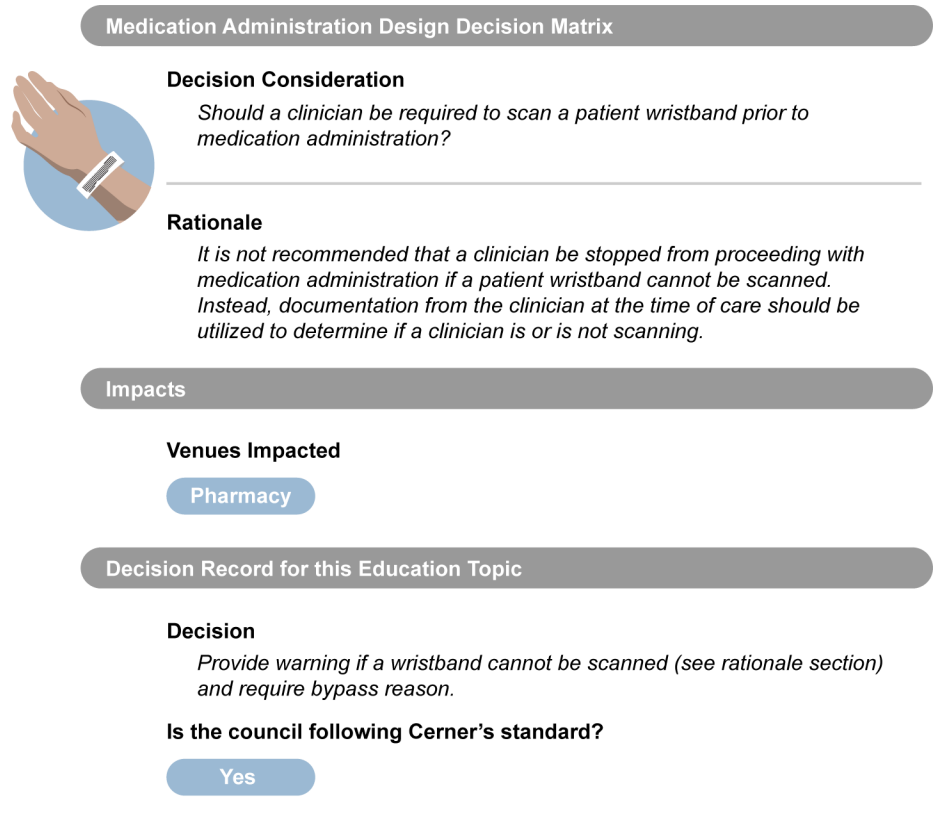 Medication Administration Design Decision Matrix
Decision Consideration
Should a clinician be required to scan a patient wristband prior to
medication administration?
Rationale
It is not recommended that a clinician be stopped from proceeding with
medication administration if a patient wristband cannot be scanned.
Instead, documentation from the clinician at the time of care should be
utilized to determine if a clinician is or is not scanning.
Impacts
Venues Impacted
Pharmacy
Decision Record for this Education Topic
Decision
Provide warning if a wristband cannot be scanned (see rationale section)
and require bypass reason.
Is the council following Cerner’s standard?
Yes